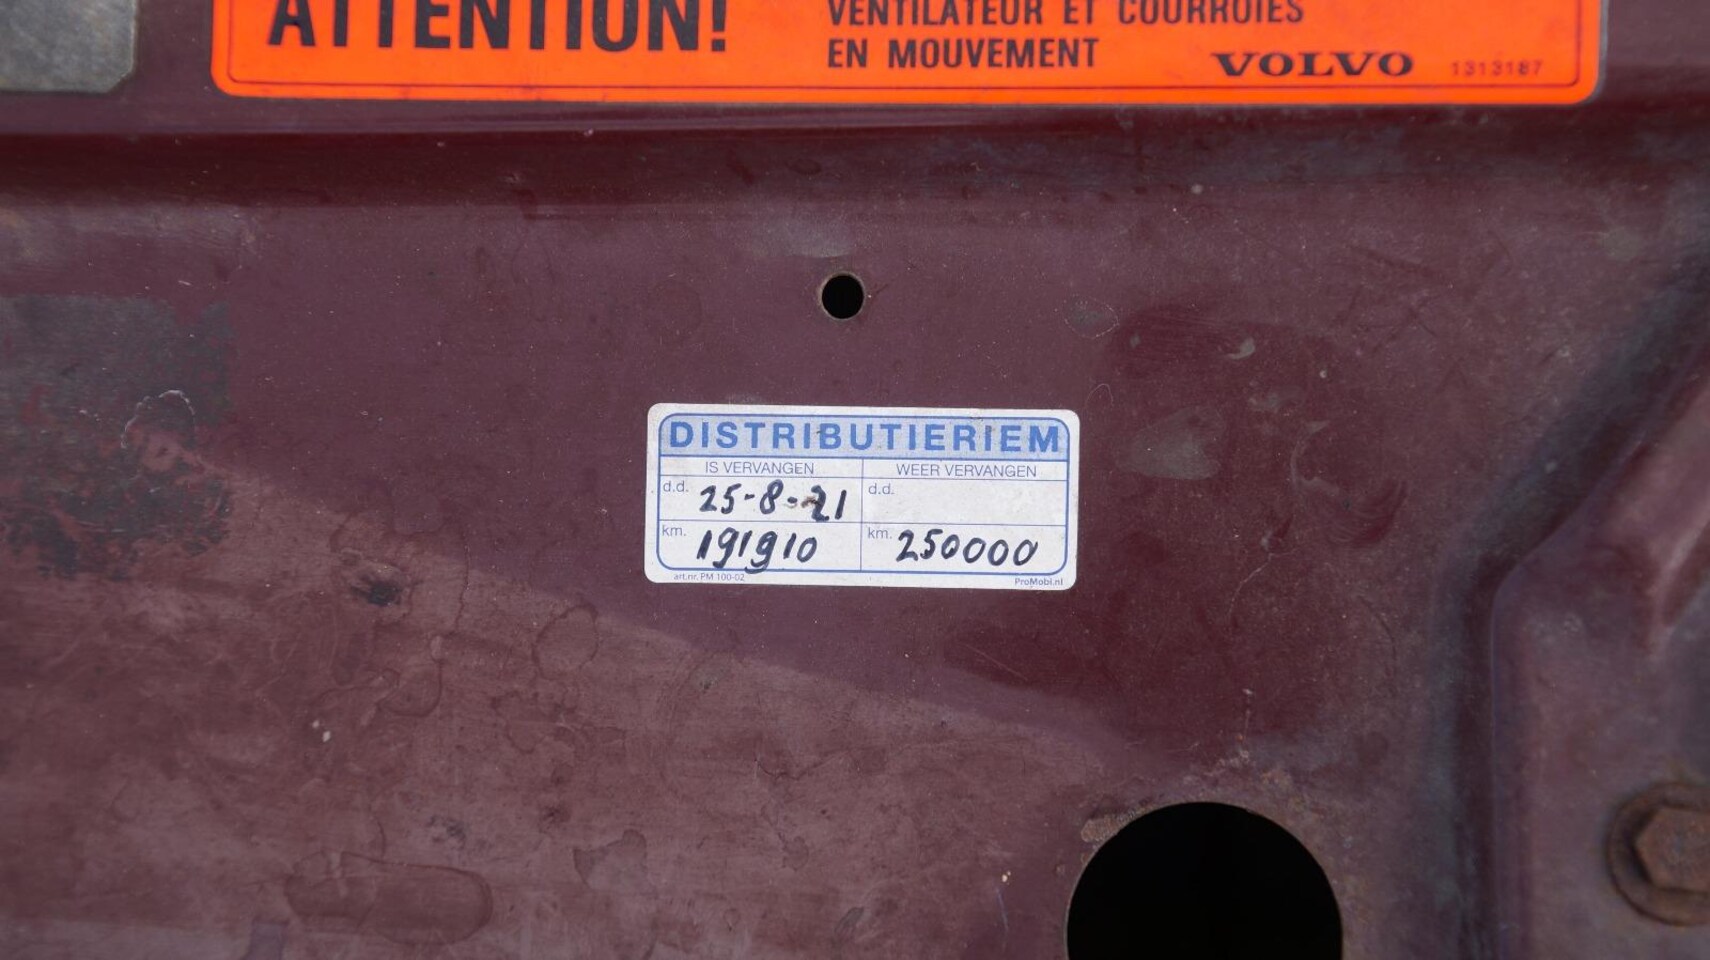 ATTENTION!
VENTILATEUR ET COURROIES
EN MOUVEMENT
VOLVO 1313187
DISTRIBUTIERIEM
IS VERVANGEN WEER VERVANGEN
d.d. 25-8-21 d.d.
km. 191910 km. 250000
art.nr. PM 100-02 ProMobi.nl